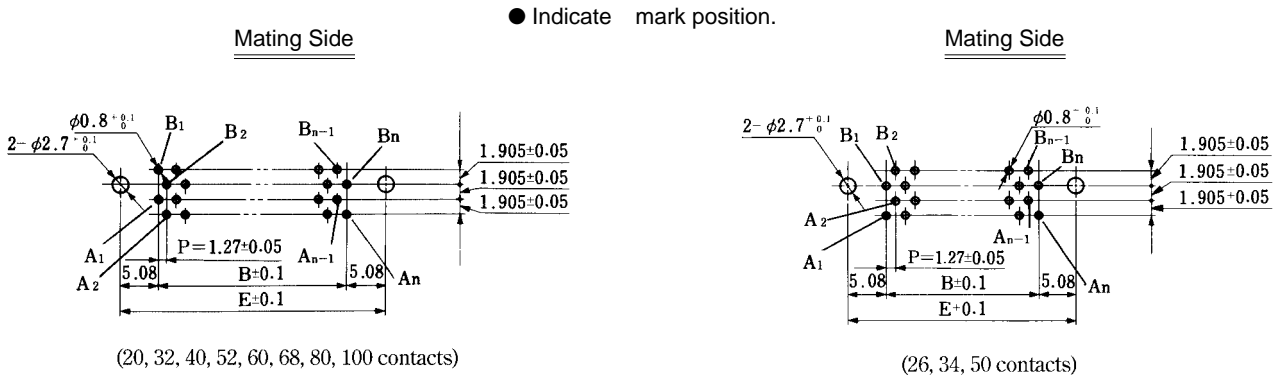 ● Indicate mark position.
Mating Side
φ0.8 +0.1 0
2-φ2.7 +0.1 0
B1
B2
Bn-1
Bn
1.905±0.05
1.905±0.05
1.905±0.05
A1
A2
P=1.27±0.05
An-1
An
5.08
B±0.1
5.08
E±0.1
(20, 32, 40, 52, 60, 68, 80, 100 contacts)
Mating Side
2-φ2.7 +0.1 0
B1
B2
φ0.8 +0.1 0
Bn-1
Bn
1.905±0.05
1.905±0.05
1.905+0.05
A2
A1
An-1
P=1.27±0.05
An
5.08
B±0.1
5.08
E+0.1
(26, 34, 50 contacts)